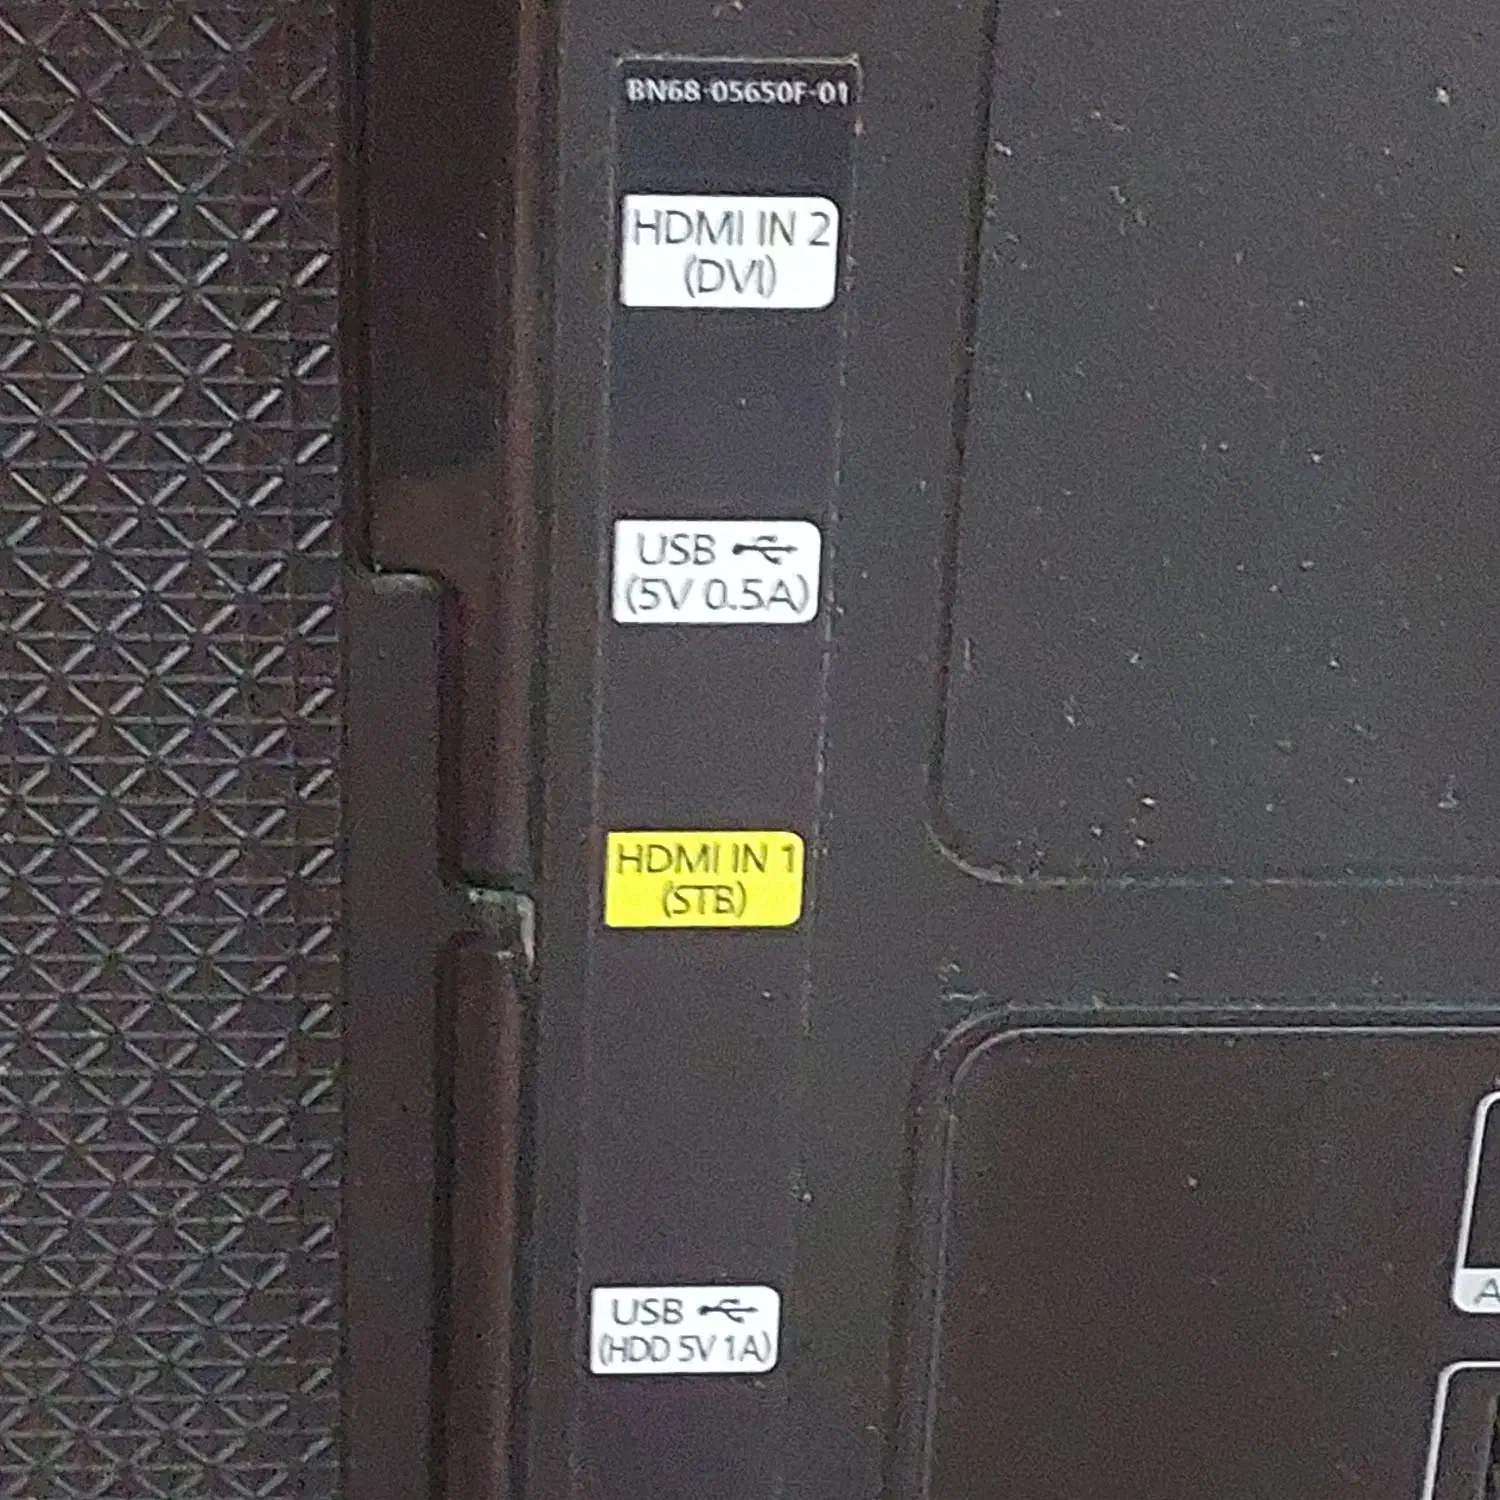 BN68-05650F-01
HDMI IN 2
(DVI)
USB
(5V 0.5A)
HDMI IN 1
(STB)
USB
(HDD 5V 1A)
A